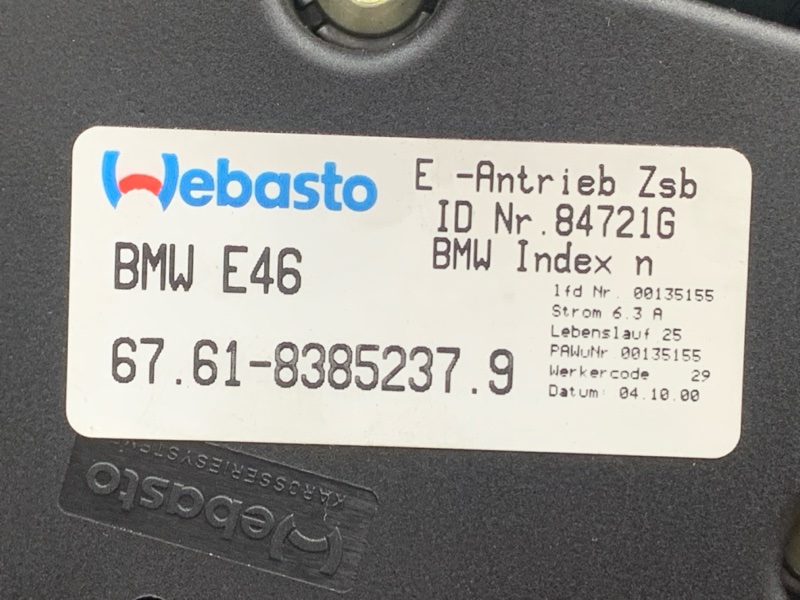 Webasto
E -Antrieb Zsb
ID Nr.84721G
BMW Index n
BMW E46
67.61-8385237.9
lfd Nr. 00135155
Strom 6.3 A
Lebenslauf 25
PAWuNr 00135155
Werkercode 29
Datum: 04.10.00
Webasto
KAROSSERIESYSTEME